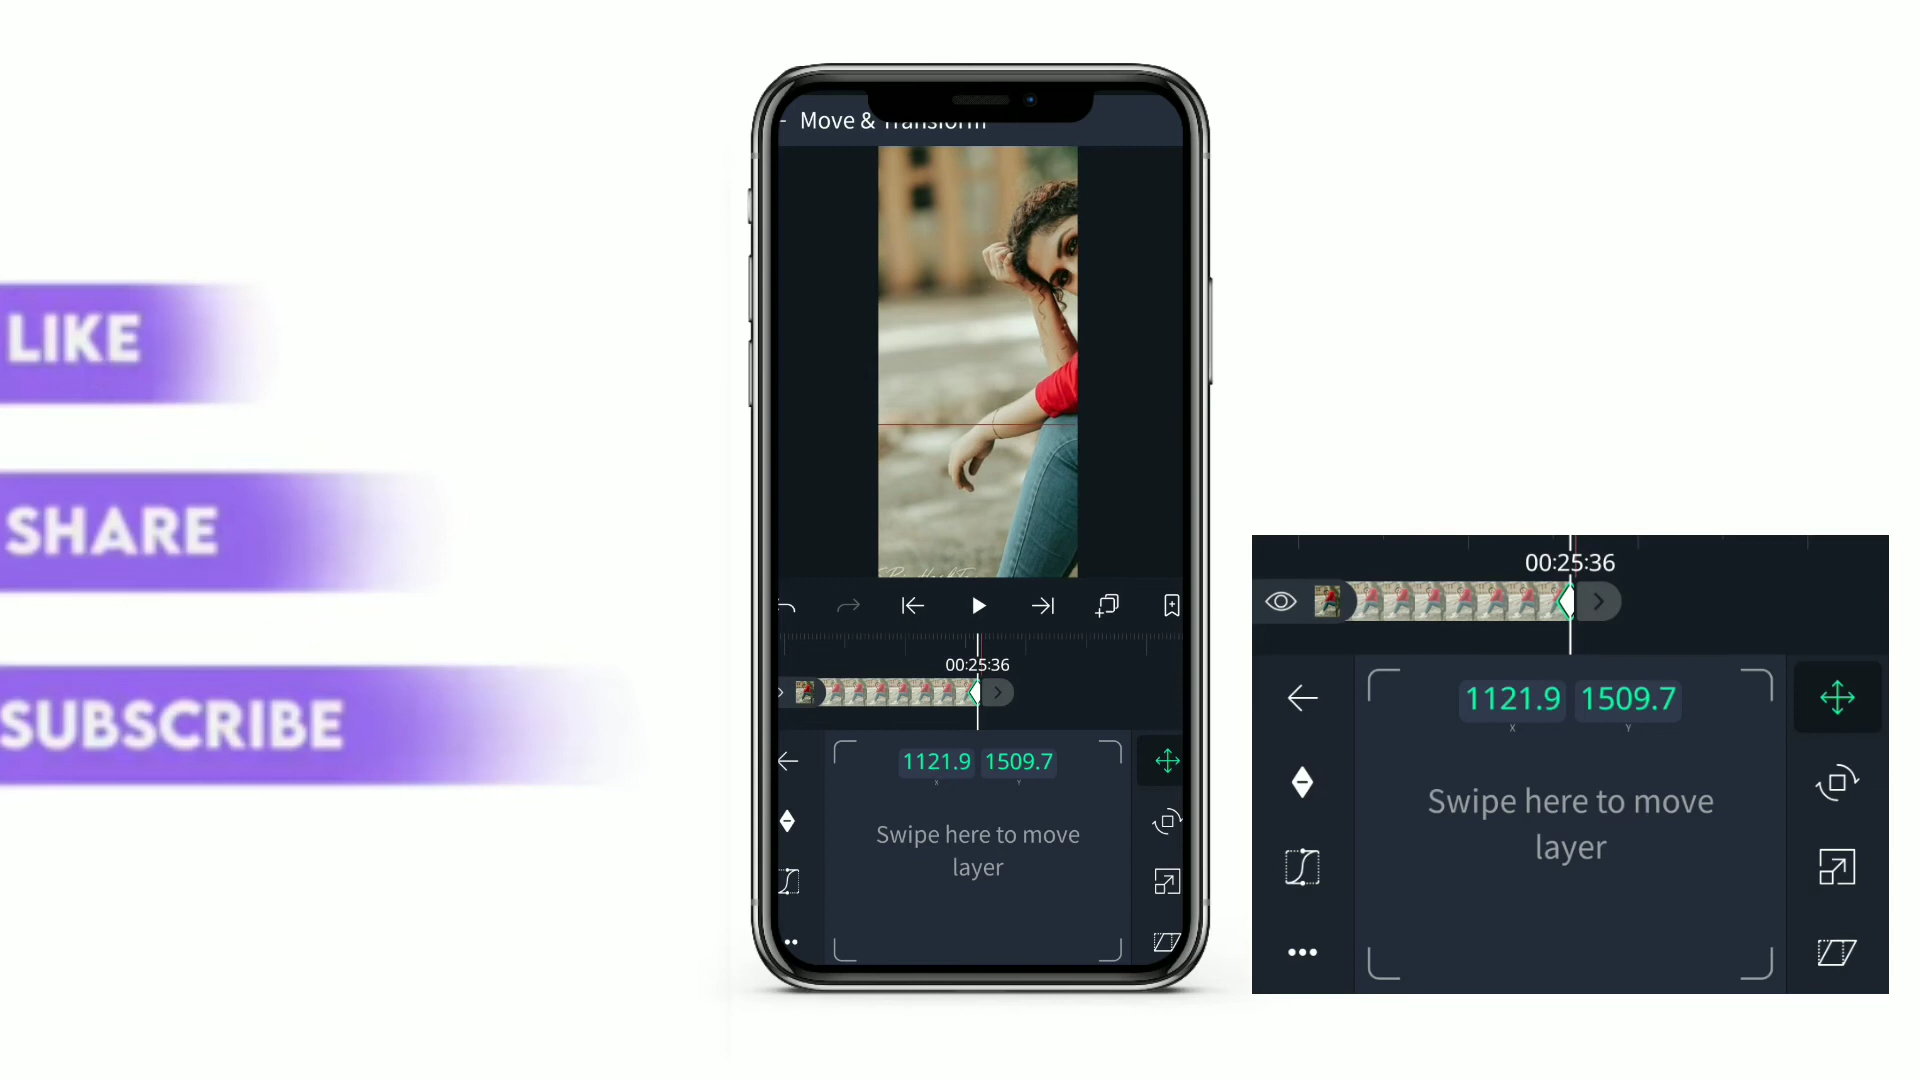 LIKE
SHARE
SUBSCRIBE
Move & Transform
00:25:36
1121.9 1509.7
X Y
Swipe here to move
layer
00:25:36
1121.9 1509.7
X Y
Swipe here to move
layer